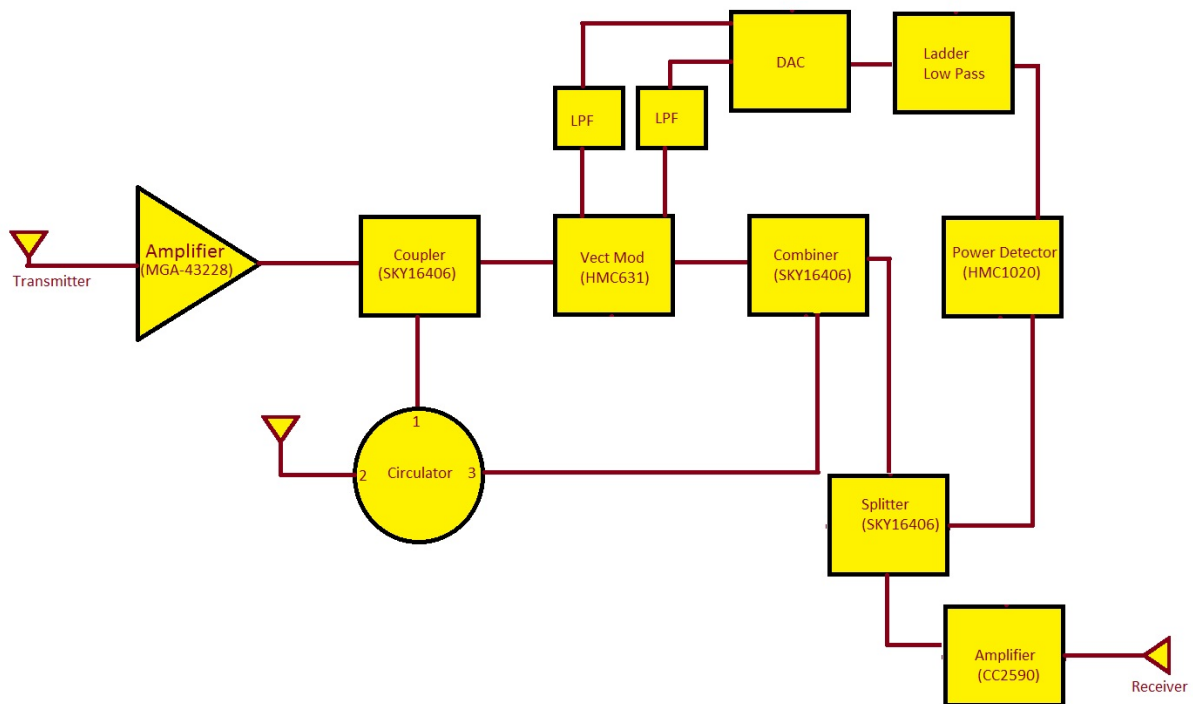 DAC
Ladder
Low Pass
LPF
LPF
Amplifier
(MGA-43228)
Transmitter
Coupler
(SKY16406)
Vect Mod
(HMC631)
Combiner
(SKY16406)
Power Detector
(HMC1020)
1
2
Circulator
3
Splitter
(SKY16406)
Amplifier
(CC2590)
Receiver